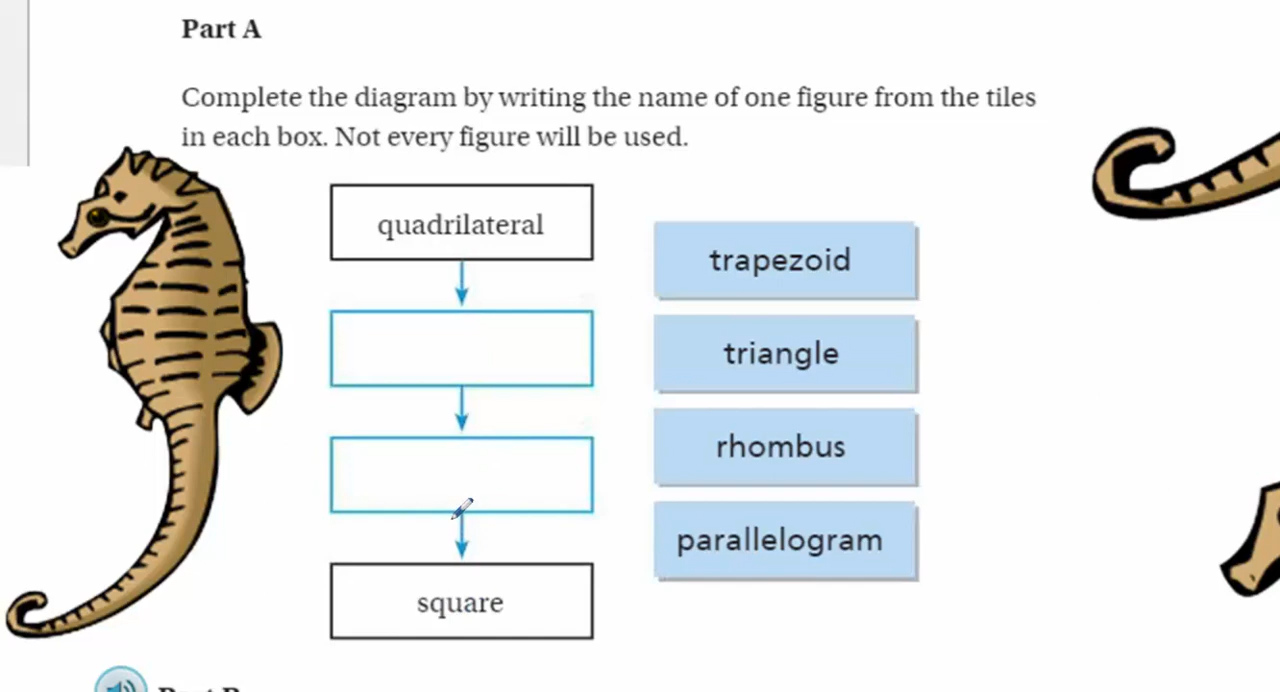 Part A
Complete the diagram by writing the name of one figure from the tiles
in each box. Not every figure will be used.
quadrilateral
square
trapezoid
triangle
rhombus
parallelogram